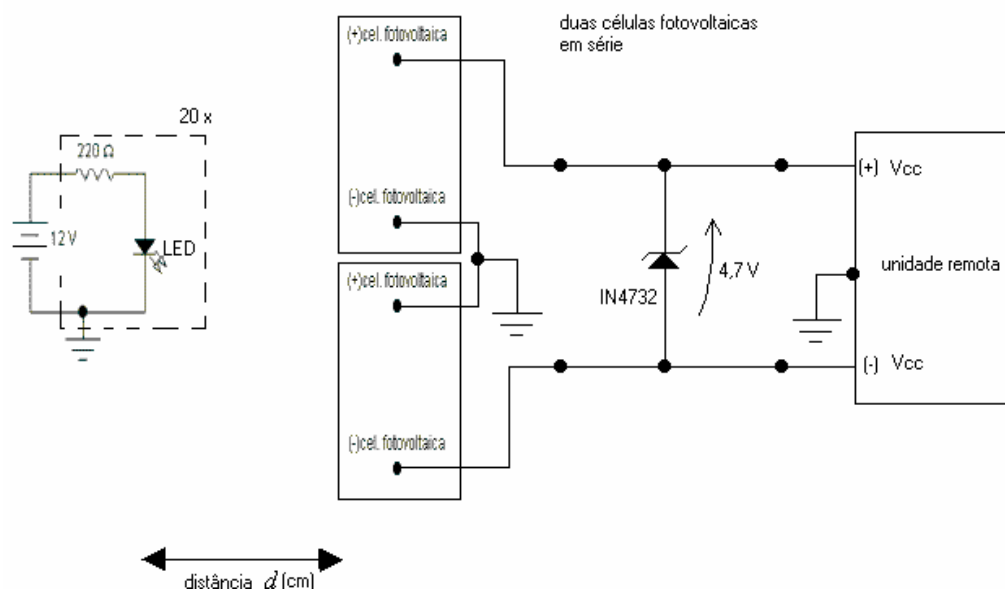 duas células fotovoltaicas
em série
20 x
220 Ω
12 V
LED
(+)cel. fotovoltaica
(-)cel. fotovoltaica
(+)cel. fotovoltaica
(-)cel. fotovoltaica
IN4732
4,7 V
(+) Vcc
unidade remota
(-) Vcc
distância d (cm)